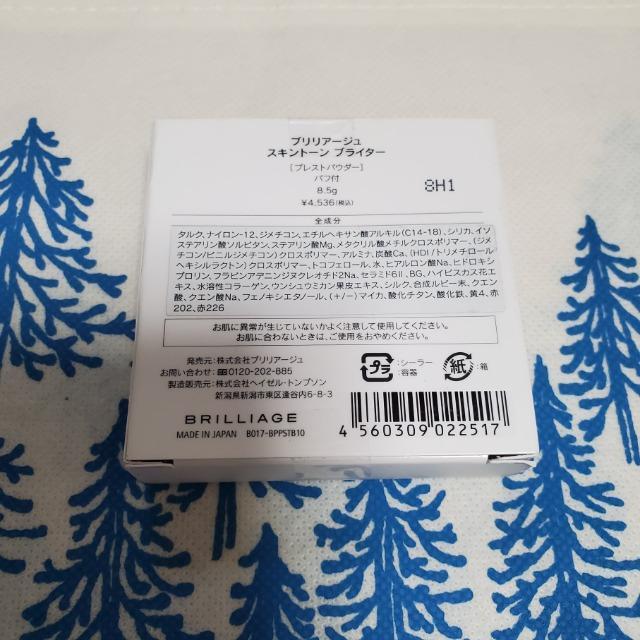 ブリリアージュ
スキントーン ブライター
［プレストパウダー］
パフ付
8.5g
¥4,536(税込)
8H1
全成分
タルク、ナイロン-12、ジメチコン、エチルヘキサン酸アルキル(C14-18)、シリカ、イソ
ステアリン酸ソルビタン、ステアリン酸Mg、メタクリル酸メチルクロスポリマー、(ジメ
チコン/ビニルジメチコン)クロスポリマー、アルミナ、炭酸Ca、(HDI/トリメチロール
ヘキシルラクトン)クロスポリマー、トコフェロール、水、ヒアルロン酸Na、ヒドロキシ
プロリン、フラビンアデニンジヌクレオチド2Na、セラミド6Ⅱ、BG、ハイビスカス花エ
キス、水溶性コラーゲン、ウンシュウミカン果皮エキス、シルク、合成ルビー末、クエ
ン酸、クエン酸Na、フェノキシエタノール、(+/-)マイカ、酸化チタン、酸化鉄、黄4、赤
202、赤226
お肌に異常が生じていないかよく注意して使用してください。
お肌に合わないときは、ご使用をおやめください。
発売元：株式会社ブリリアージュ
お問い合わせ：0120-202-885
製造販売元：株式会社ヘイゼル・トンプソン
新潟県新潟市東区逢谷内6-8-3
プラ
：シーラー
：容器
紙
：箱
BRILLIAGE
MADE IN JAPAN B017-BPPSTB10
4 560309 022517